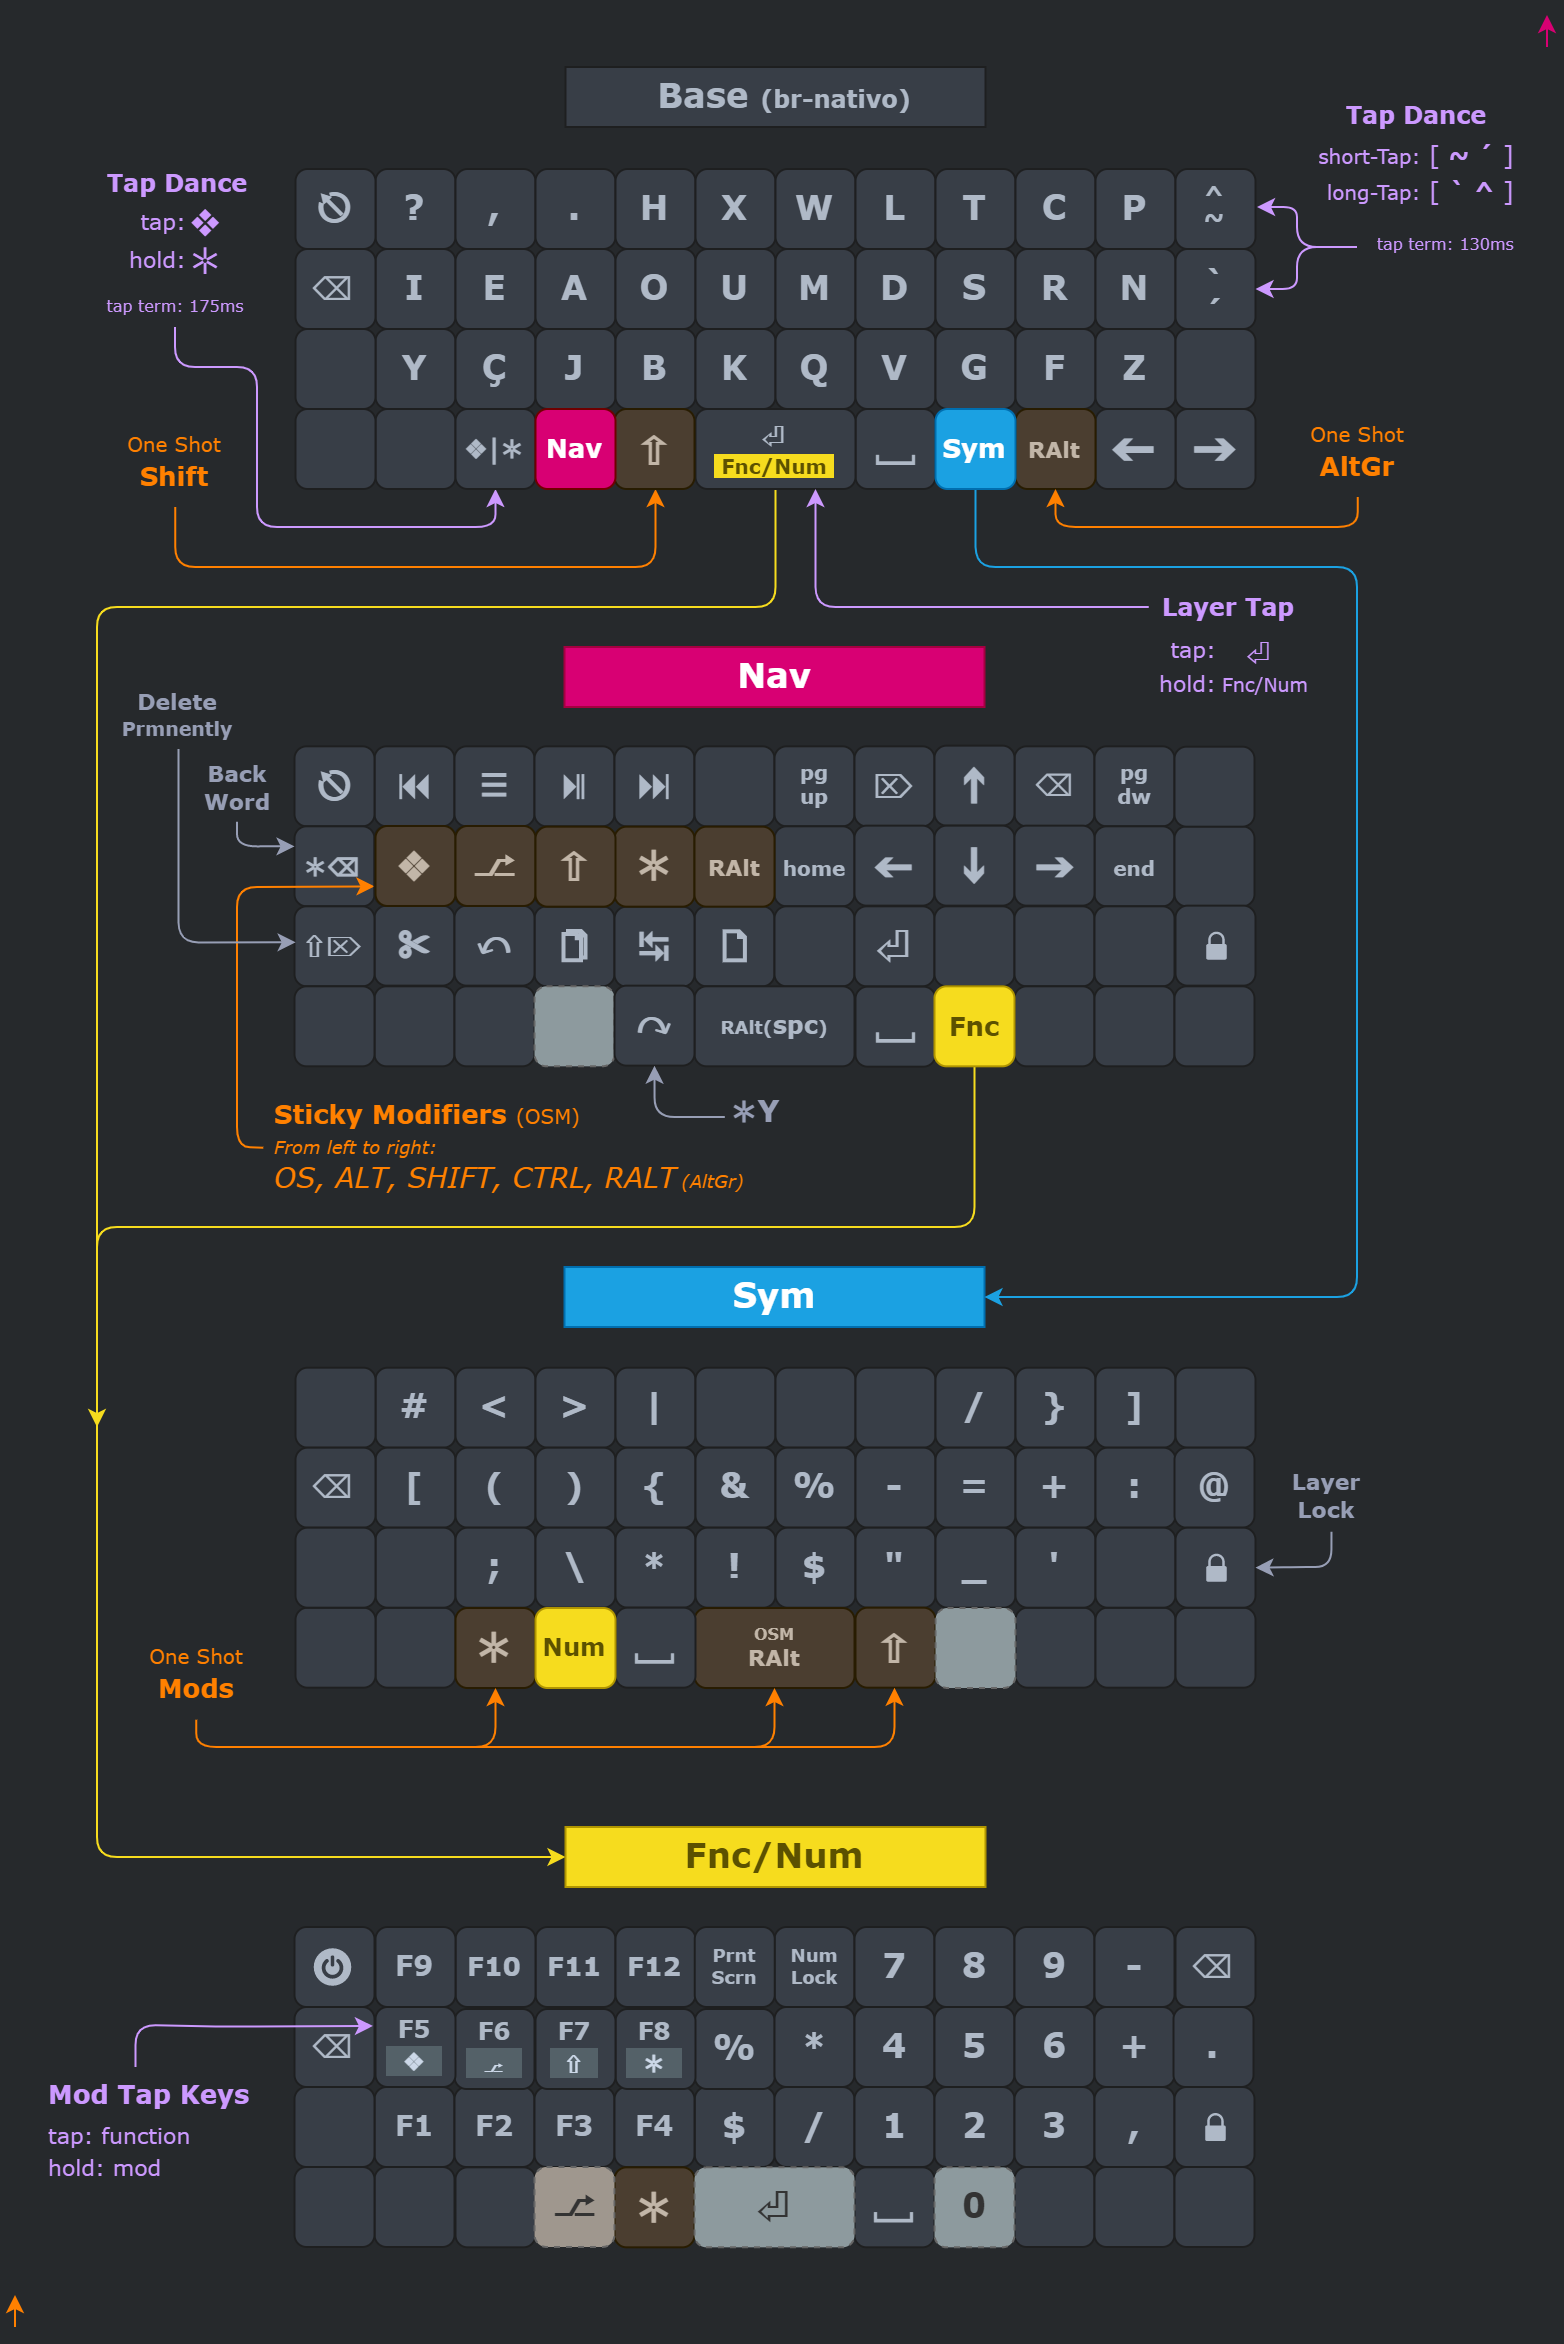 Base (br-nativo)
Tap Dance
short-Tap: [ ~ ´ ]
long-Tap: [ ` ^ ]
tap term: 130ms
Tap Dance
tap: ❖
hold: *
tap term: 175ms
? , . H X W L T C P ^ ~
⌫ I E A O U M D S R N ` ´
Y Ç J B K Q V G F Z
❖|* Nav ⇧ ⏎ Fnc/Num ⎵ Sym RAlt ← →
One Shot
Shift
One Shot
AltGr
Layer Tap
tap: ⏎
hold: Fnc/Num
Nav
Delete
Prmnently
Back
Word
⏮ ☰ ⏯ ⏭ pg up ⌦ ↑ ⌫ pg dw
*⌫ ❖ ⎇ ⇧ * RAlt home ← ↓ → end
⇧⌦ ✂ ↶ ↹ ⏎ 🔒
↷ RAlt(spc) ⎵ Fnc
*Y
Sticky Modifiers (OSM)
From left to right:
OS, ALT, SHIFT, CTRL, RALT (AltGr)
Sym
# < > | / } ]
⌫ [ ( ) { & % - = + : @
; \ * ! $ " _ ' 🔒
* Num ⎵ OSM RAlt ⇧
Layer
Lock
One Shot
Mods
Fnc/Num
F9 F10 F11 F12 Prnt Scrn Num Lock 7 8 9 - ⌫
⌫ F5 ❖ F6 ⎇ F7 ⇧ F8 * % * 4 5 6 + .
F1 F2 F3 F4 $ / 1 2 3 , 🔒
⎇ * ⏎ ⎵ 0
Mod Tap Keys
tap: function
hold: mod